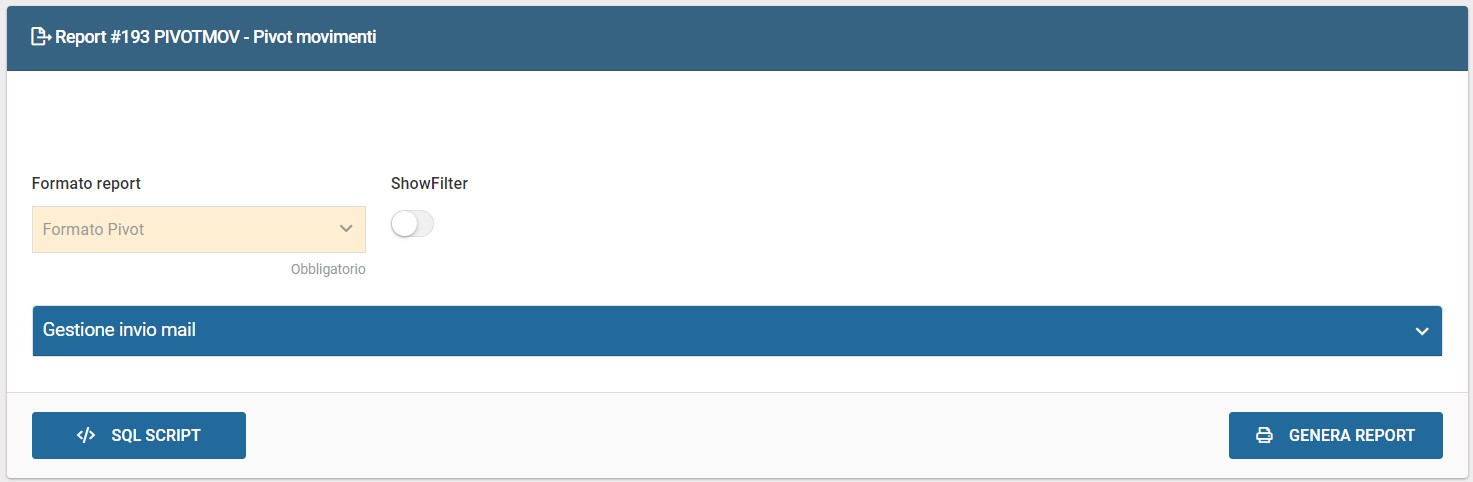 Report #193 PIVOTMOV - Pivot movimenti
Formato report
ShowFilter
Formato Pivot
Obbligatorio
Gestione invio mail
SQL SCRIPT
GENERA REPORT